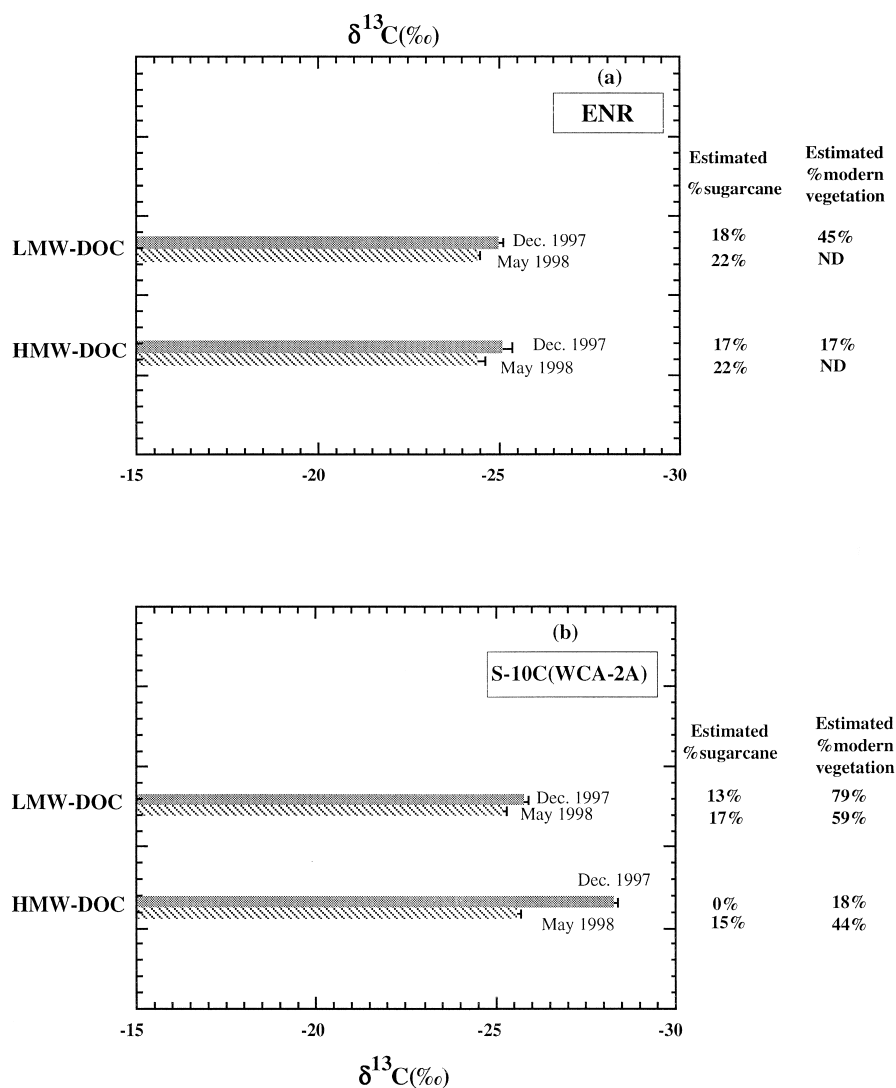 δ13C(‰)
(a)
ENR
Estimated
%sugarcane
Estimated
%modern
vegetation
LMW-DOC
Dec. 1997
18%
45%
May 1998
22%
ND
HMW-DOC
Dec. 1997
17%
17%
May 1998
22%
ND
-15
-20
-25
-30
(b)
S-10C(WCA-2A)
Estimated
%sugarcane
Estimated
%modern
vegetation
LMW-DOC
Dec. 1997
13%
79%
May 1998
17%
59%
Dec. 1997
HMW-DOC
0%
18%
May 1998
15%
44%
-15
-20
-25
-30
δ13C(‰)